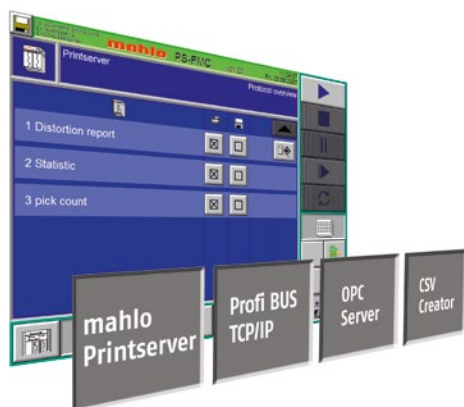 mahlo PS-FMC
Printserver
Protocol overview
1 Distortion report
2 Statistic
3 pick count
mahlo
Printserver
Profi BUS
TCP/IP
OPC
Server
CSV
Creator